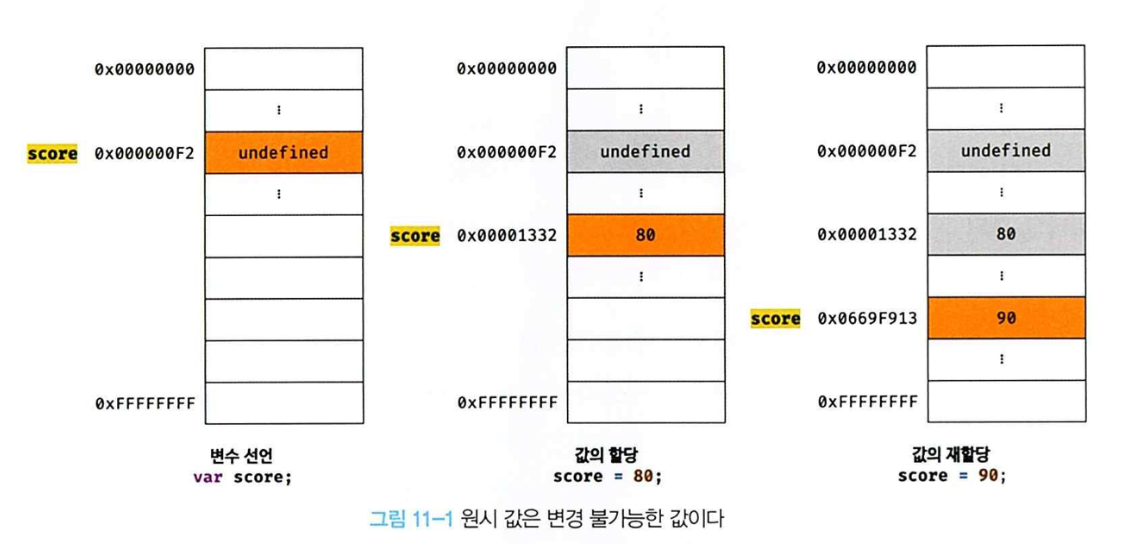 0x00000000
⋮
score 0x000000F2 undefined
⋮
0xFFFFFFFF
변수 선언
var score;
0x00000000
⋮
0x000000F2 undefined
⋮
score 0x00001332 80
⋮
0xFFFFFFFF
값의 할당
score = 80;
0x00000000
⋮
0x000000F2 undefined
⋮
0x00001332 80
⋮
score 0x0669F913 90
⋮
0xFFFFFFFF
값의 재할당
score = 90;
그림 11-1 원시 값은 변경 불가능한 값이다